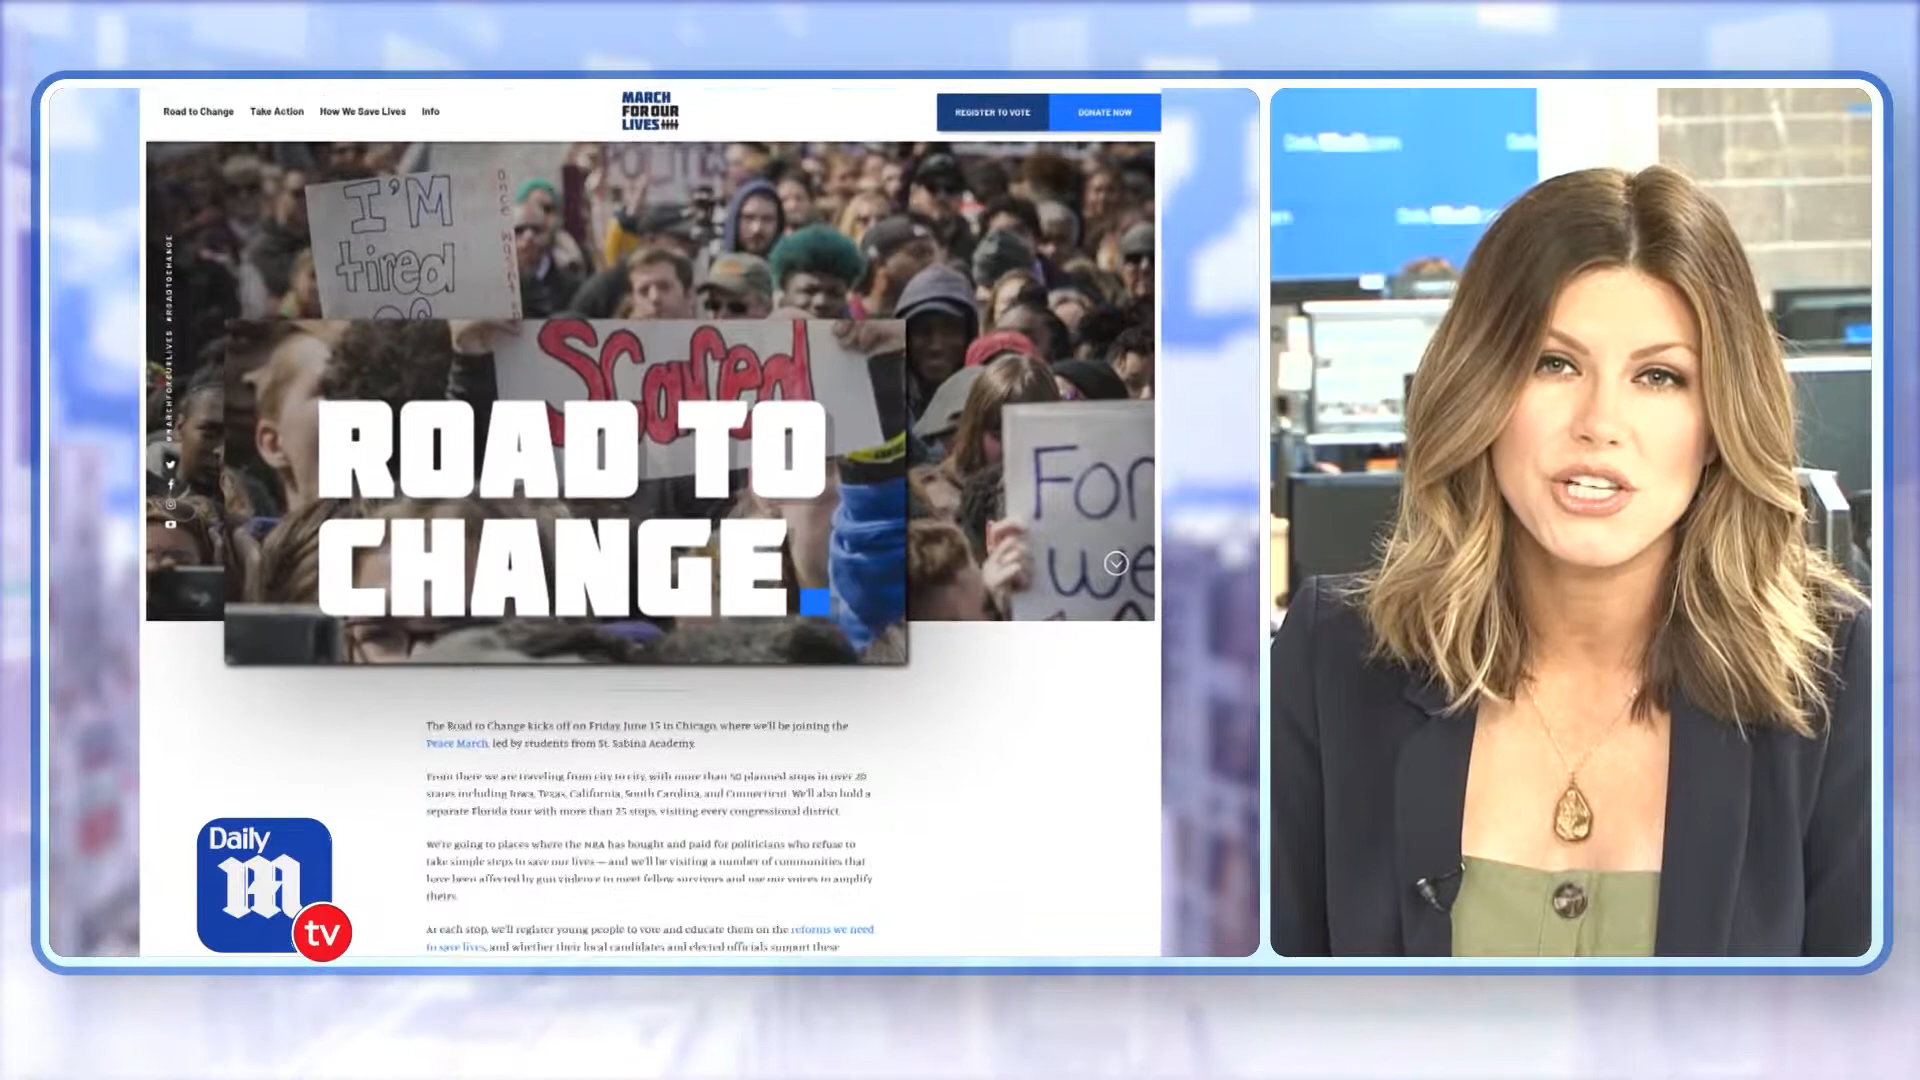 Road to Change Take Action How We Save Lives Info
MARCH
FOR OUR
LIVES
REGISTER TO VOTE DONATE NOW
I'M
tired
of
POLITICS
#MARCHFOROURLIVES #ROADTOCHANGE
Scared
For
we
ROAD TO
CHANGE.
The Road to Change kicks off on Friday, June 15 in Chicago, where we'll be joining the
Peace March, led by students from St. Sabina Academy.
From there we are traveling from city to city, with more than 50 planned stops in over 20
states including Iowa, Texas, California, South Carolina, and Connecticut. We'll also hold a
separate Florida tour with more than 25 stops, visiting every congressional district.
We're going to places where the NRA has bought and paid for politicians who refuse to
take simple steps to save our lives—and we'll be visiting a number of communities that
have been affected by gun violence to meet fellow survivors and use our voices to amplify
theirs.
At each stop, we'll register young people to vote and educate them on the reforms we need
to save lives, and whether their local candidates and elected officials support these
Daily
M
tv